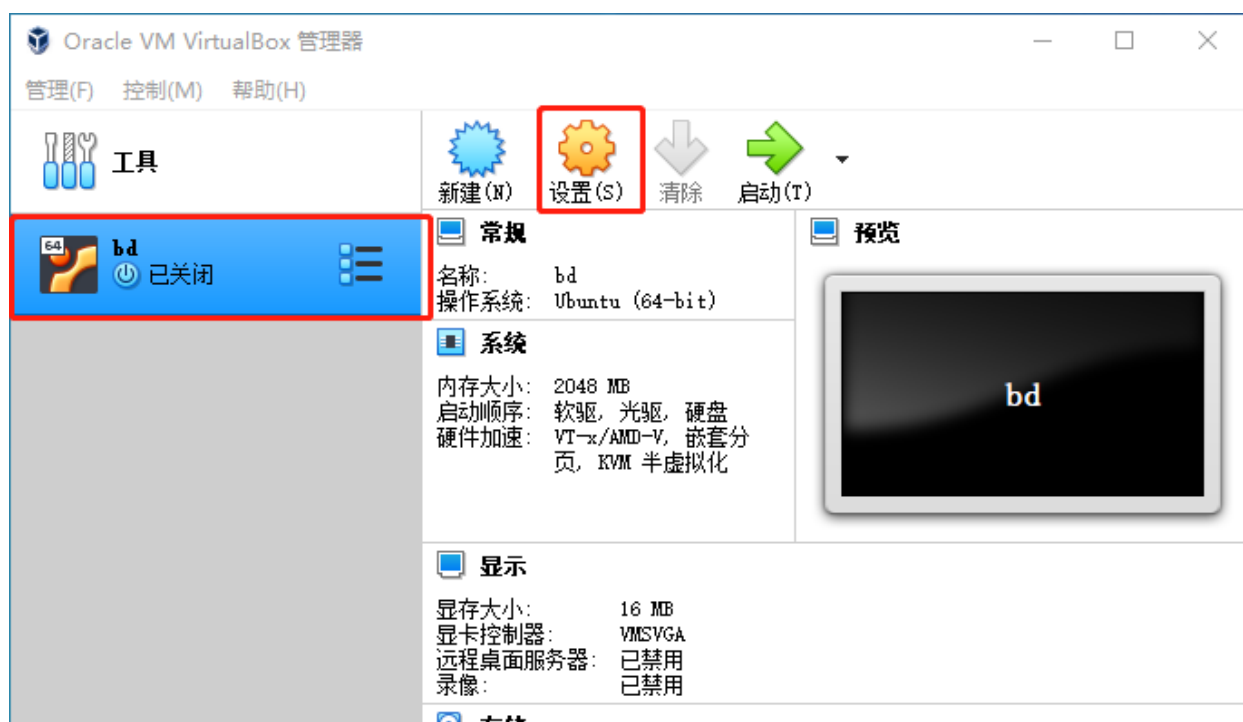 Oracle VM VirtualBox 管理器
管理(F) 控制(M) 帮助(H)
工具
新建(N) 设置(S) 清除 启动(T)
64
bd
已关闭
常规
名称: bd
操作系统: Ubuntu (64-bit)
预览
bd
系统
内存大小: 2048 MB
启动顺序: 软驱, 光驱, 硬盘
硬件加速: VT-x/AMD-V, 嵌套分
页, KVM 半虚拟化
显示
显存大小: 16 MB
显卡控制器: VMSVGA
远程桌面服务器: 已禁用
录像: 已禁用